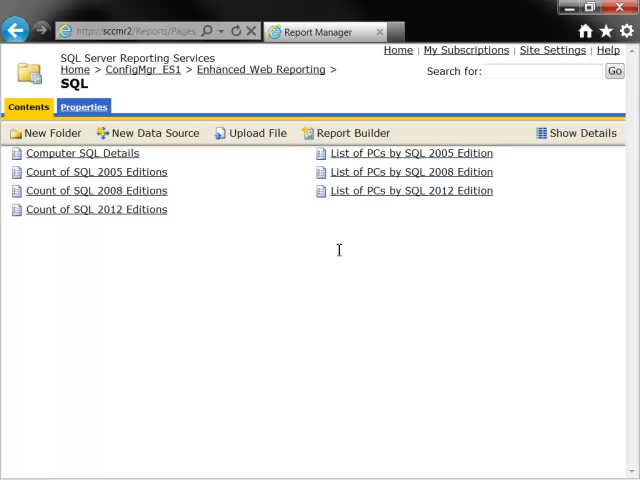 http://sccmr2/Reports/Pages
Report Manager
Home | My Subscriptions | Site Settings | Help
SQL Server Reporting Services
Home > ConfigMgr_ES1 > Enhanced Web Reporting >
Search for: Go
SQL
Contents Properties
New Folder New Data Source Upload File Report Builder Show Details
Computer SQL Details List of PCs by SQL 2005 Edition
Count of SQL 2005 Editions List of PCs by SQL 2008 Edition
Count of SQL 2008 Editions List of PCs by SQL 2012 Edition
Count of SQL 2012 Editions